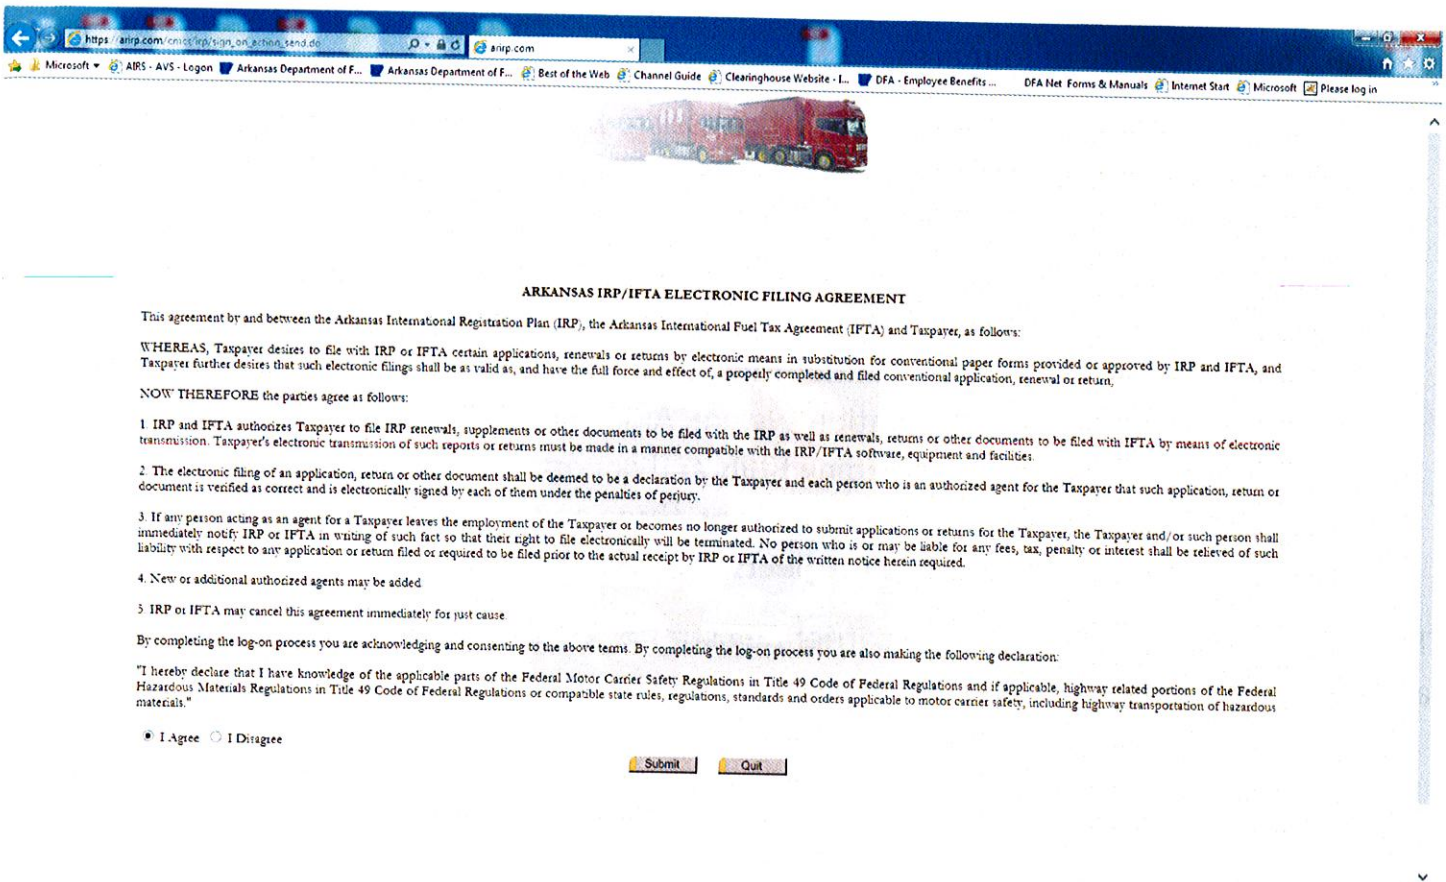 https://arirp.com/cmcs/irp/sign_on_action_send.do
arirp.com
Microsoft
AIRS - AVS - Logon
Arkansas Department of F...
Arkansas Department of F...
Best of the Web
Channel Guide
Clearinghouse Website - I...
DFA - Employee Benefits ...
DFA Net Forms & Manuals
Internet Start
Microsoft
Please log in
ARKANSAS IRP/IFTA ELECTRONIC FILING AGREEMENT
This agreement by and between the Arkansas International Registration Plan (IRP), the Arkansas International Fuel Tax Agreement (IFTA) and Taxpayer, as follows:
WHEREAS, Taxpayer desires to file with IRP or IFTA certain applications, renewals or returns by electronic means in substitution for conventional paper forms provided or approved by IRP and IFTA, and
Taxpayer further desires that such electronic filings shall be as valid as, and have the full force and effect of, a properly completed and filed conventional application, renewal or return,
NOW THEREFORE the parties agree as follows:
1. IRP and IFTA authorizes Taxpayer to file IRP renewals, supplements or other documents to be filed with the IRP as well as renewals, returns or other documents to be filed with IFTA by means of electronic
transmission. Taxpayer's electronic transmission of such reports or returns must be made in a manner compatible with the IRP/IFTA software, equipment and facilities.
2. The electronic filing of an application, return or other document shall be deemed to be a declaration by the Taxpayer and each person who is an authorized agent for the Taxpayer that such application, return or
document is verified as correct and is electronically signed by each of them under the penalties of perjury.
3. If any person acting as an agent for a Taxpayer leaves the employment of the Taxpayer or becomes no longer authorized to submit applications or returns for the Taxpayer, the Taxpayer and/or such person shall
immediately notify IRP or IFTA in writing of such fact so that their right to file electronically will be terminated. No person who is or may be liable for any fees, tax, penalty or interest shall be relieved of such
liability with respect to any application or return filed or required to be filed prior to the actual receipt by IRP or IFTA of the written notice herein required.
4. New or additional authorized agents may be added
5. IRP or IFTA may cancel this agreement immediately for just cause.
By completing the log-on process you are acknowledging and consenting to the above terms. By completing the log-on process you are also making the following declaration:
"I hereby declare that I have knowledge of the applicable parts of the Federal Motor Carrier Safety Regulations in Title 49 Code of Federal Regulations and if applicable, highway related portions of the Federal
Hazardous Materials Regulations in Title 49 Code of Federal Regulations or compatible state rules, regulations, standards and orders applicable to motor carrier safety, including highway transportation of hazardous
materials."
I Agree I Disagree
Submit Quit